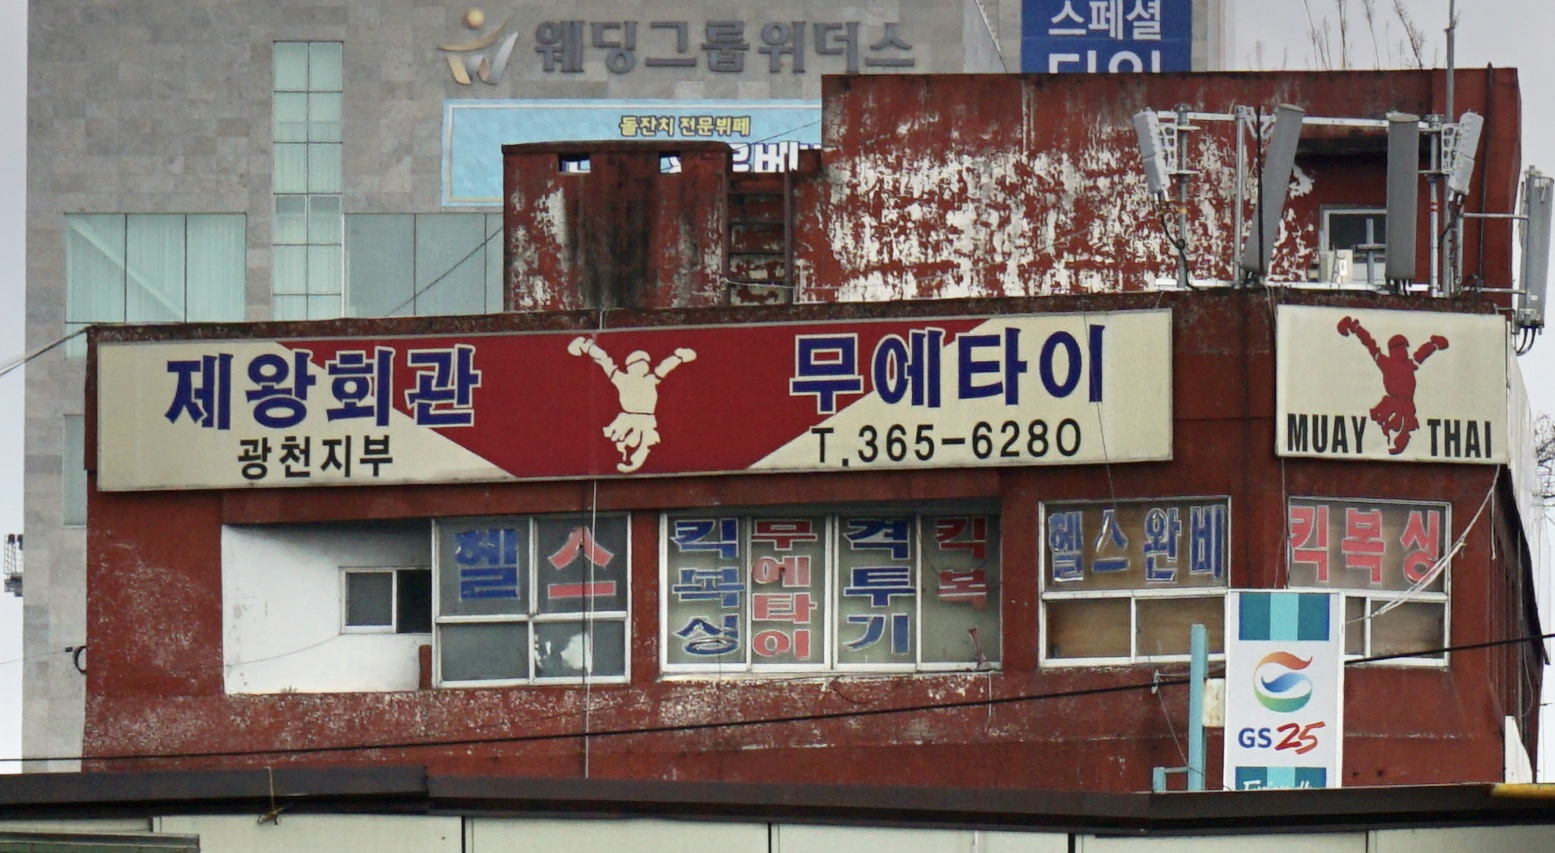 웨딩그룹위더스
스페셜
돌잔치 전문뷔페
제왕회관
광천지부
무에타이
T.365-6280
MUAY THAI
헬스
킥복싱
무에타이
격투기
킥복
헬스완비
킥복싱
GS25